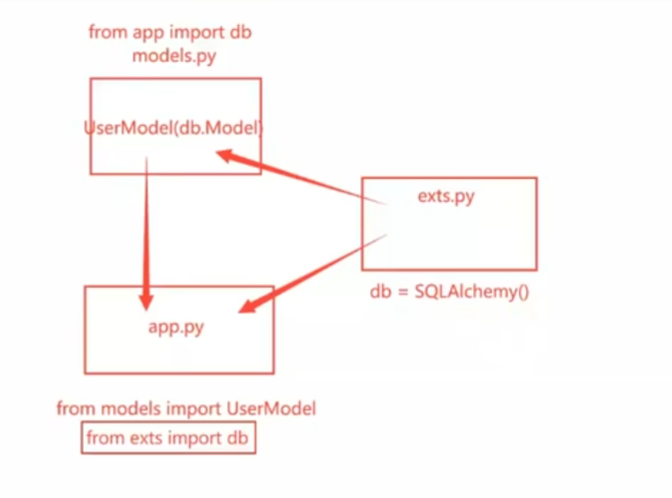 from app import db
models.py
UserModel(db.Model)
exts.py
db = SQLAlchemy()
app.py
from models import UserModel
from exts import db